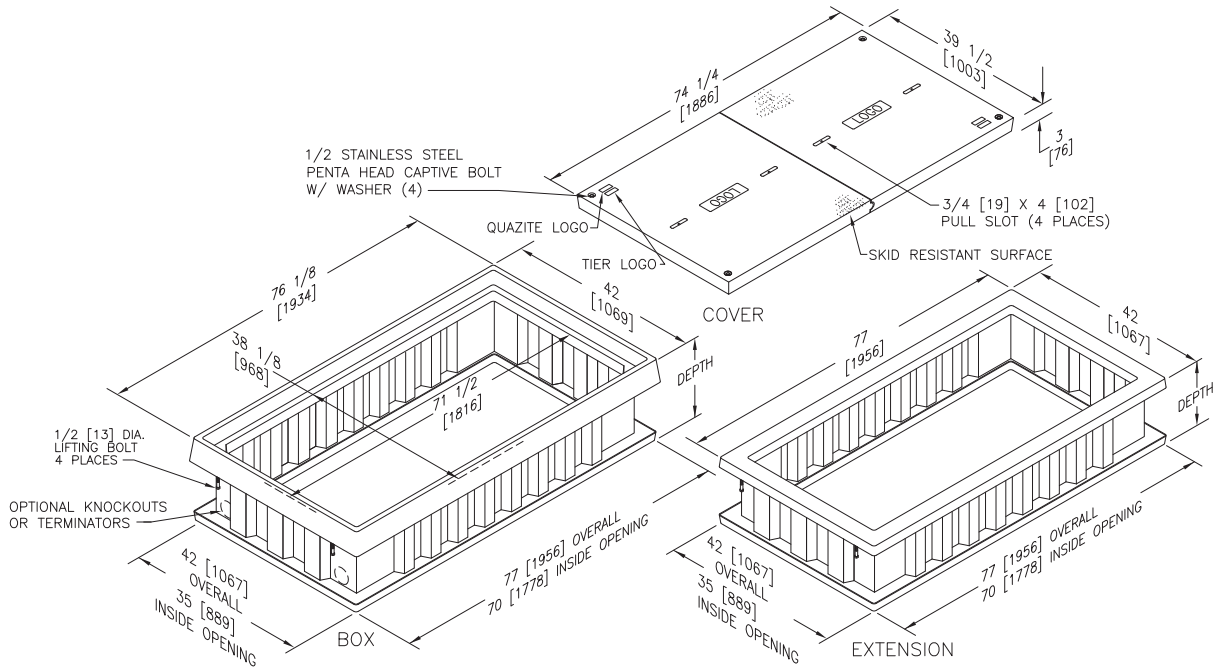 74 1/4
[1886]
39 1/2
[1003]
3
[76]
1/2 STAINLESS STEEL
PENTA HEAD CAPTIVE BOLT
W/ WASHER (4)
QUAZITE LOGO
TIER LOGO
LOGO
LOGO
3/4 [19] X 4 [102]
PULL SLOT (4 PLACES)
SKID RESISTANT SURFACE
COVER
76 1/8
[1934]
42
[1069]
38 1/8
[968]
71 1/2
[1816]
DEPTH
1/2 [13] DIA.
LIFTING BOLT
4 PLACES
OPTIONAL KNOCKOUTS
OR TERMINATORS
42 [1067]
OVERALL
35 [889]
INSIDE OPENING
77 [1956] OVERALL
70 [1778] INSIDE OPENING
BOX
77
[1956]
42
[1067]
DEPTH
42 [1067]
OVERALL
35 [889]
INSIDE OPENING
77 [1956] OVERALL
70 [1778] INSIDE OPENING
EXTENSION